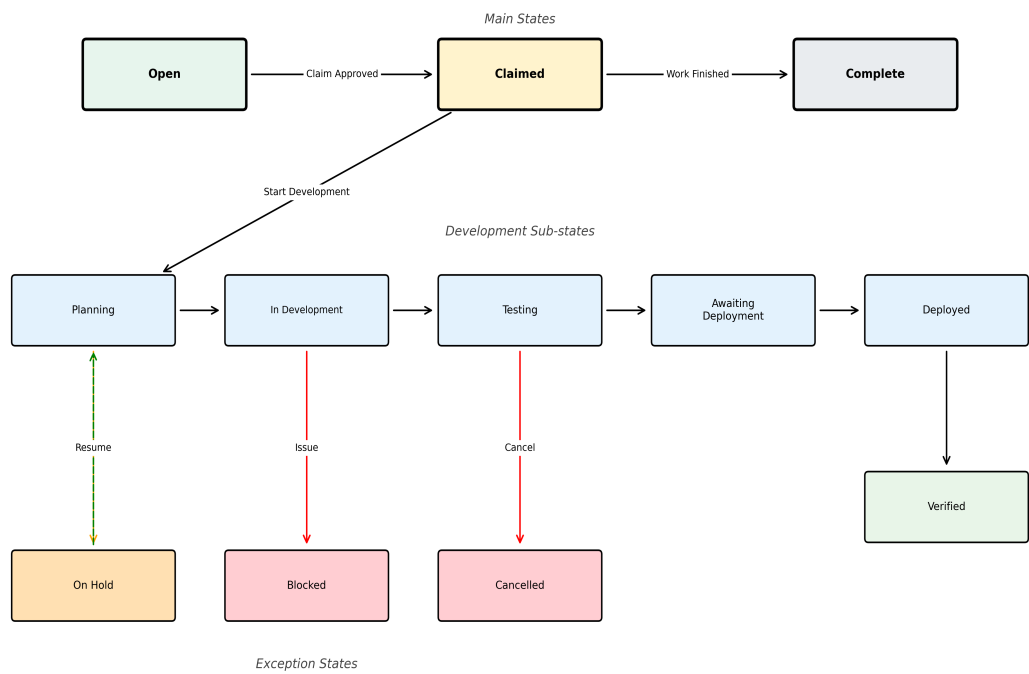 Main States
Open
Claim Approved
Claimed
Work Finished
Complete
Start Development
Development Sub-states
Planning
In Development
Testing
Awaiting
Deployment
Deployed
Resume
Issue
Cancel
Verified
On Hold
Blocked
Cancelled
Exception States